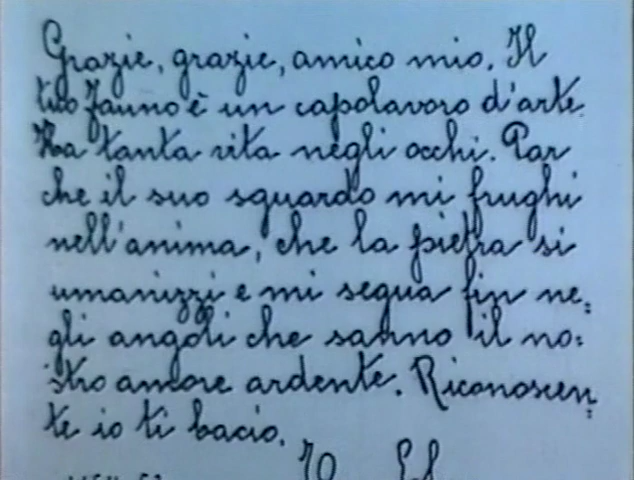 Grazie, grazie, amico mio. Il
tuo fauno è un capolavoro d'arte.
Ha tanta vita negli occhi. Par
che il suo sguardo mi frughi
nell'anima, che la pietra si
umanizzi e mi segua fin ne=
gli angoli che sanno il no=
stro amore ardente. Riconoscen=
te io ti bacio.